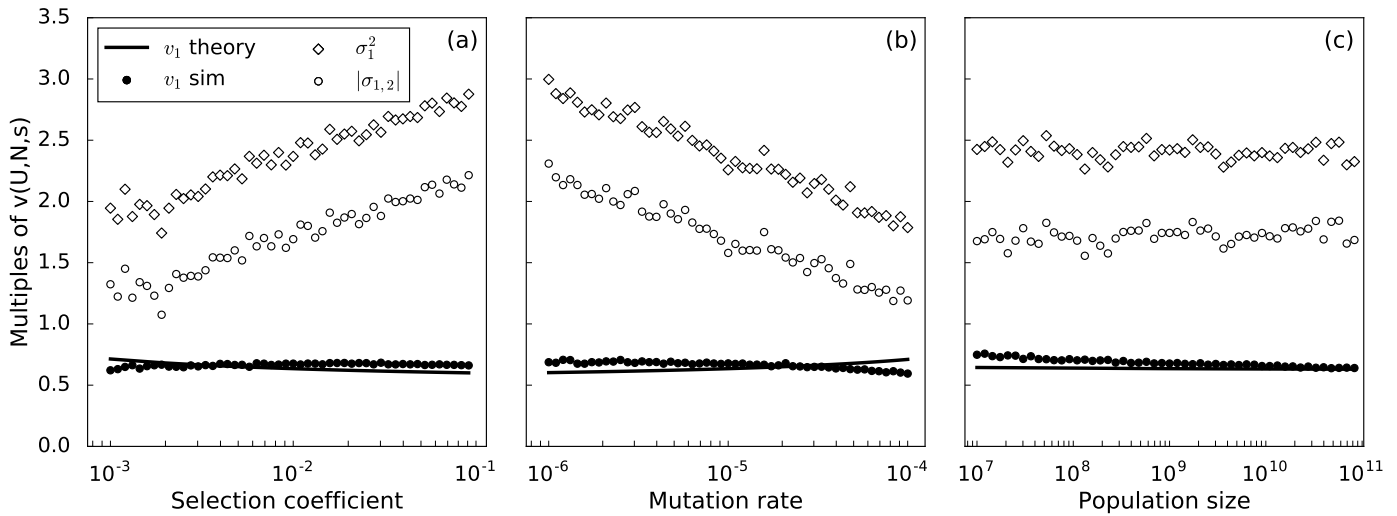 (a)
v₁ theory
σ₁²
v₁ sim
|σ₁,₂|
(b)
(c)
Multiples of v(U,N,s)
3.5
3.0
2.5
2.0
1.5
1.0
0.5
0.0
10⁻³
10⁻²
10⁻¹
Selection coefficient
10⁻⁶
10⁻⁵
10⁻⁴
Mutation rate
10⁷
10⁸
10⁹
10¹⁰
10¹¹
Population size